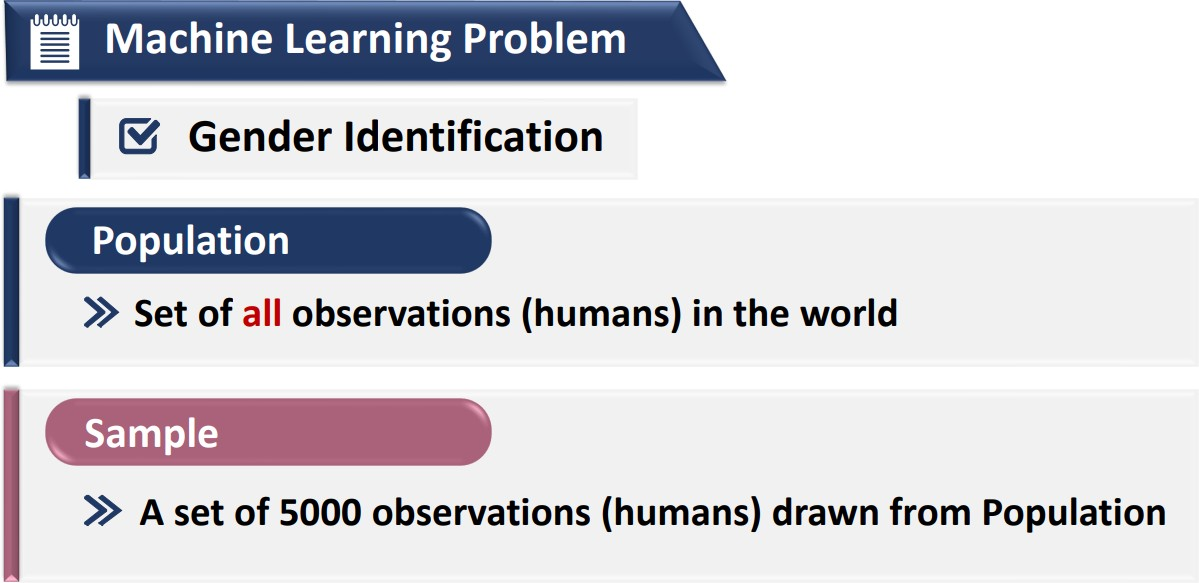 Machine Learning Problem
Gender Identification
Population
Set of all observations (humans) in the world
Sample
A set of 5000 observations (humans) drawn from Population